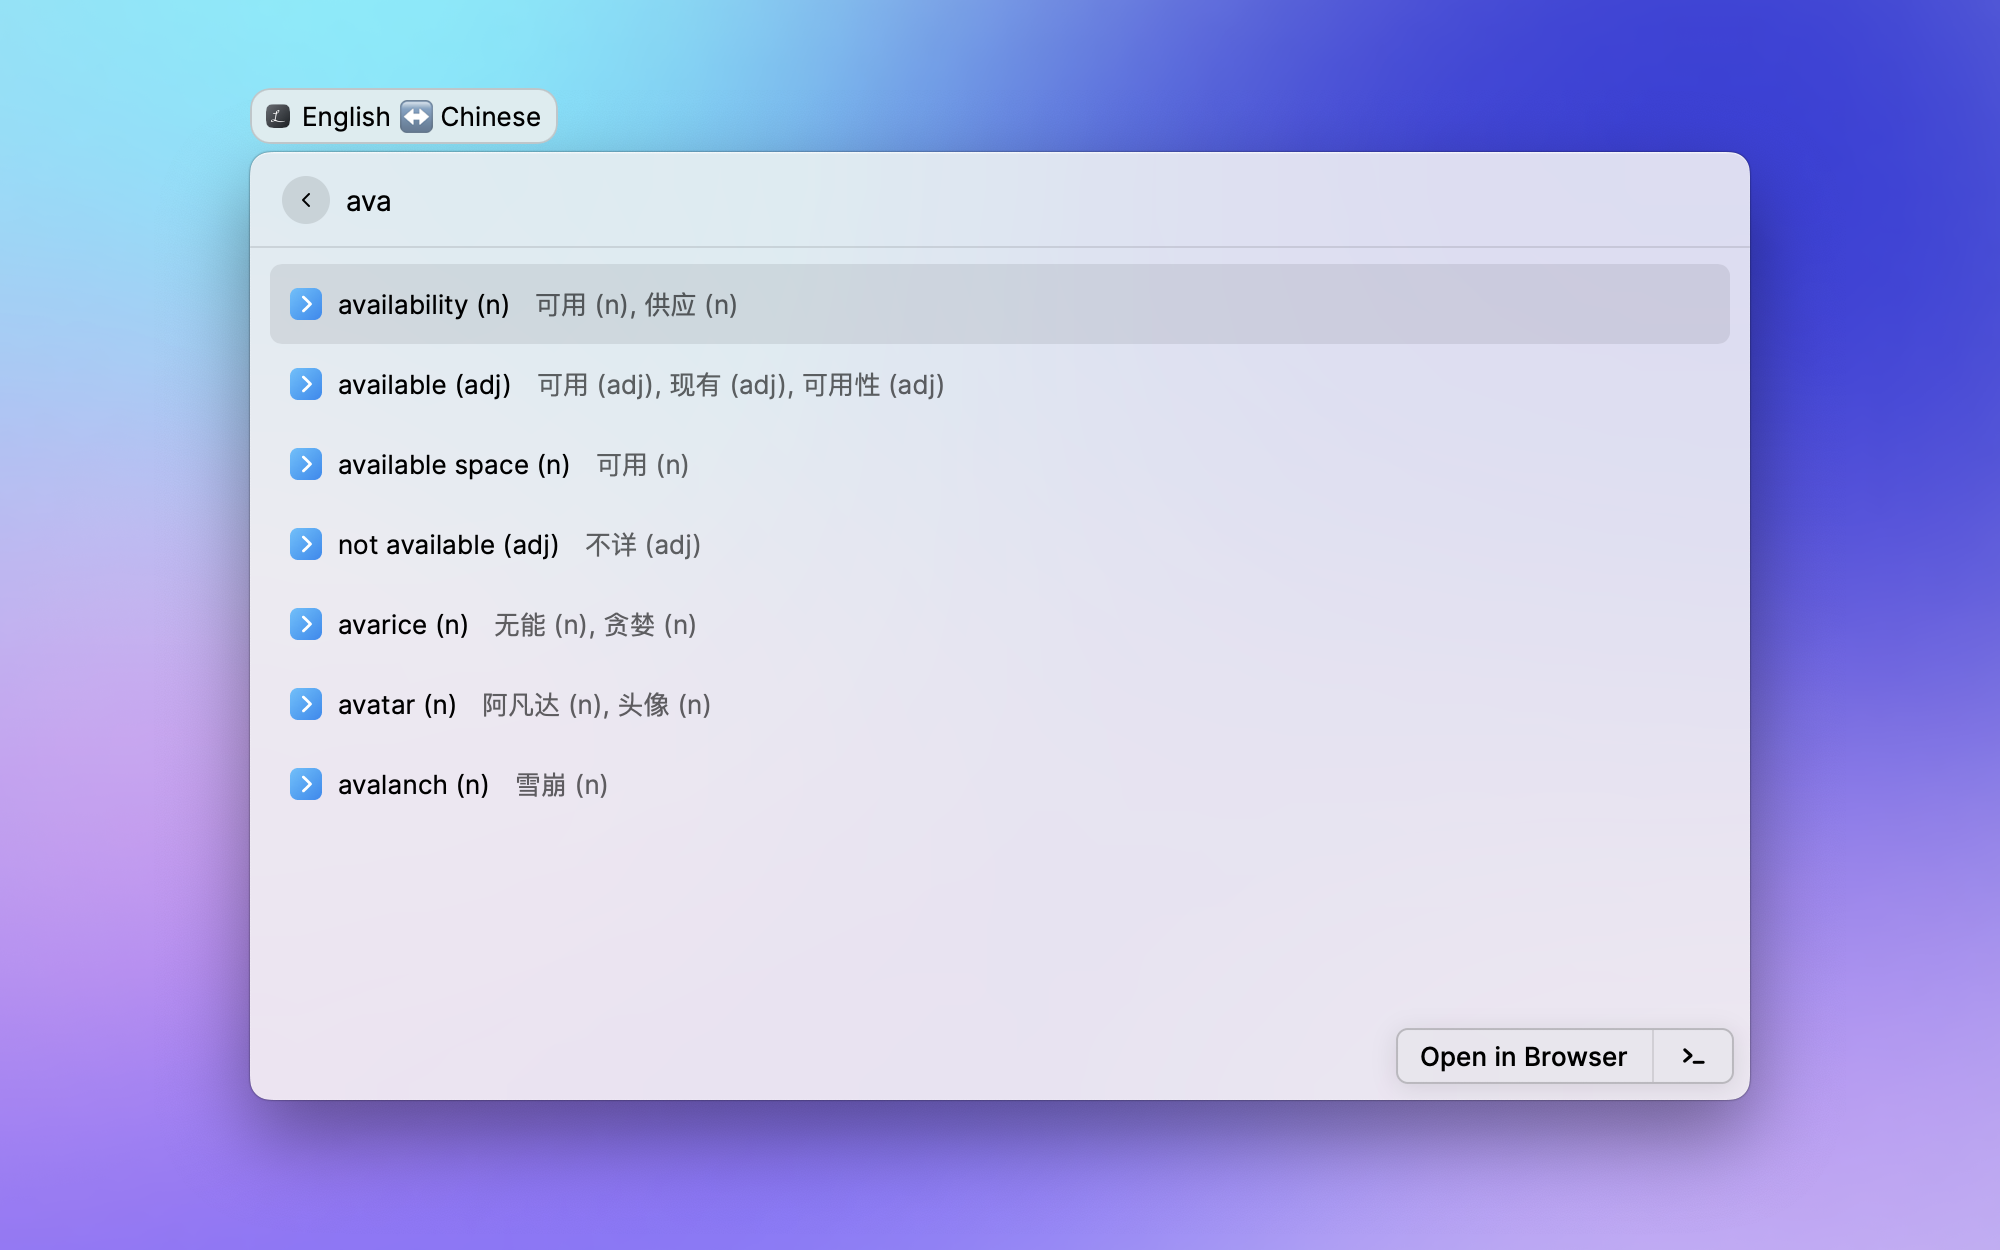 English ↔️ Chinese
ava
availability (n) 可用 (n), 供应 (n)
available (adj) 可用 (adj), 现有 (adj), 可用性 (adj)
available space (n) 可用 (n)
not available (adj) 不详 (adj)
avarice (n) 无能 (n), 贪婪 (n)
avatar (n) 阿凡达 (n), 头像 (n)
avalanch (n) 雪崩 (n)
Open in Browser